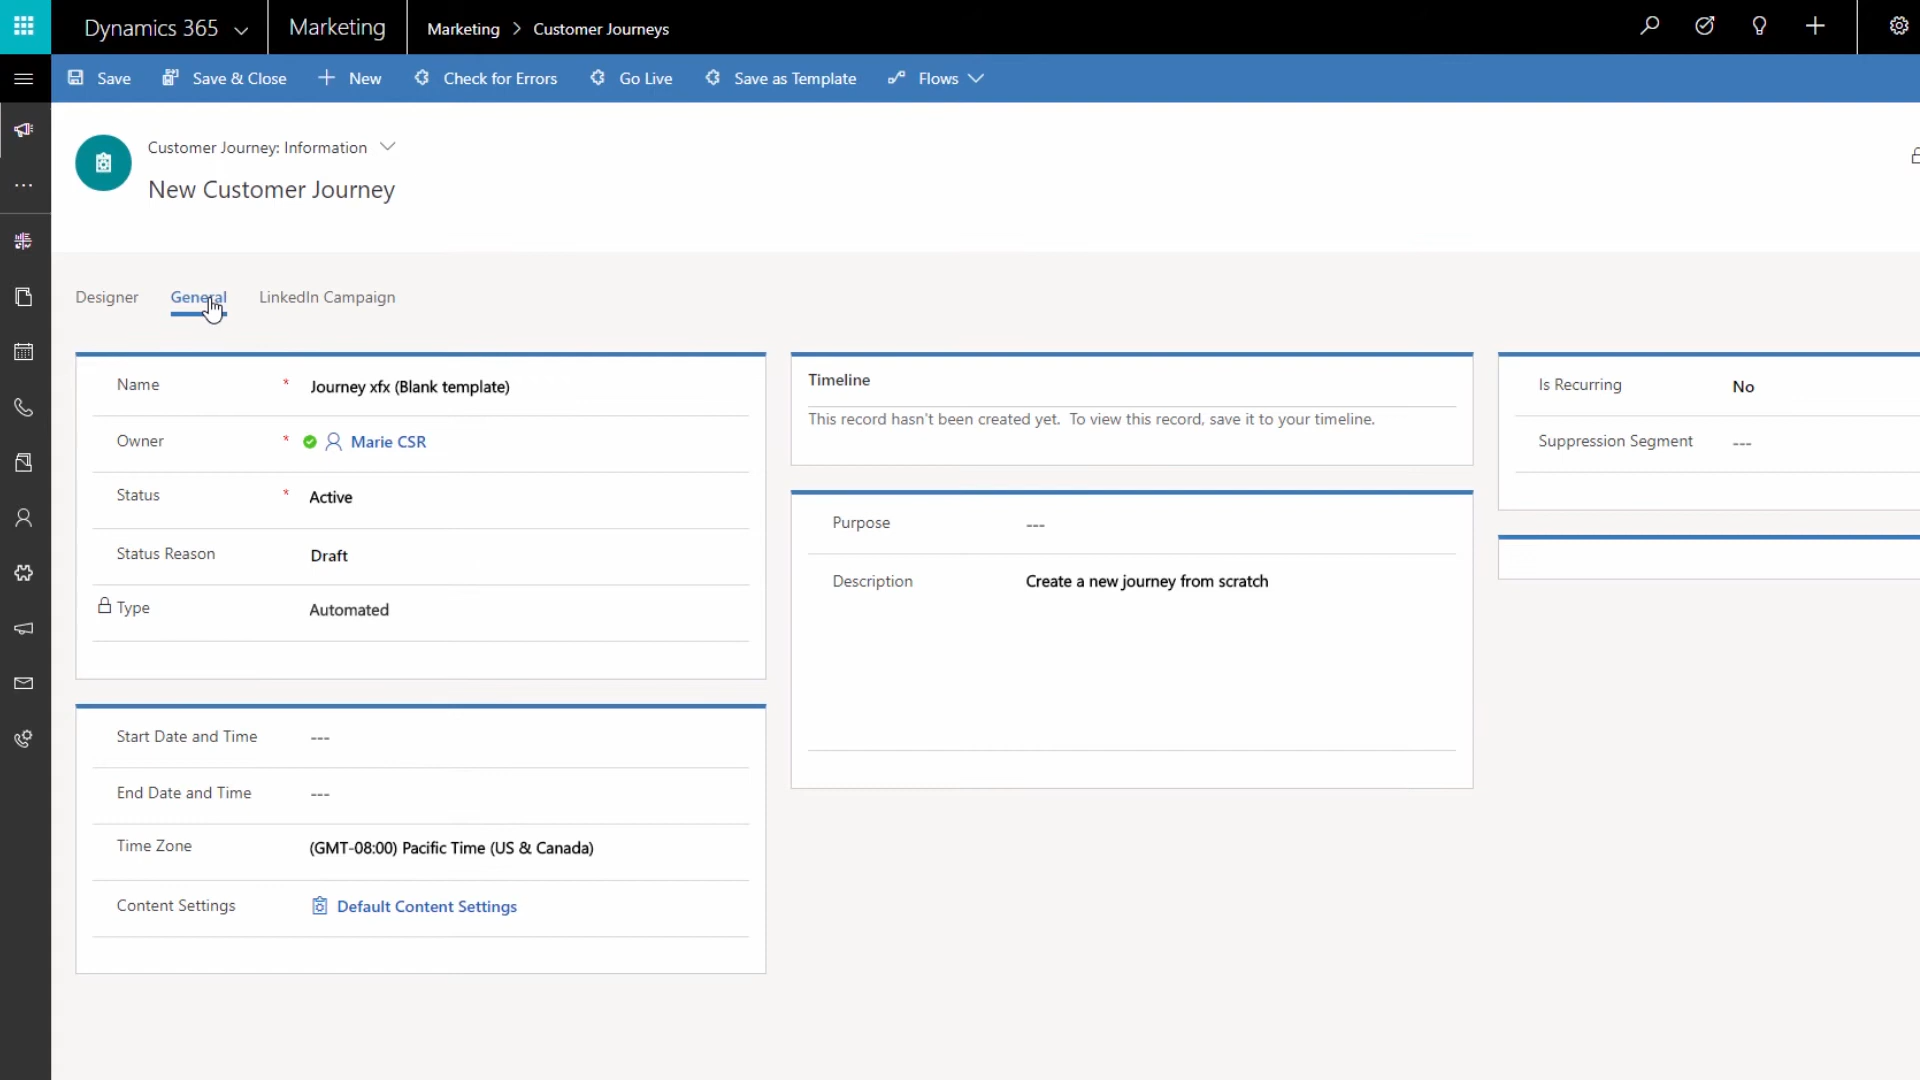 Dynamics 365
Marketing
Marketing > Customer Journeys
Save
Save & Close
New
Check for Errors
Go Live
Save as Template
Flows
Customer Journey: Information
New Customer Journey
Designer
General
LinkedIn Campaign
Name * Journey xfx (Blank template)
Owner * Marie CSR
Status * Active
Status Reason Draft
Type Automated
Start Date and Time ---
End Date and Time ---
Time Zone (GMT-08:00) Pacific Time (US & Canada)
Content Settings Default Content Settings
Timeline
This record hasn't been created yet. To view this record, save it to your timeline.
Purpose ---
Description Create a new journey from scratch
Is Recurring No
Suppression Segment ---